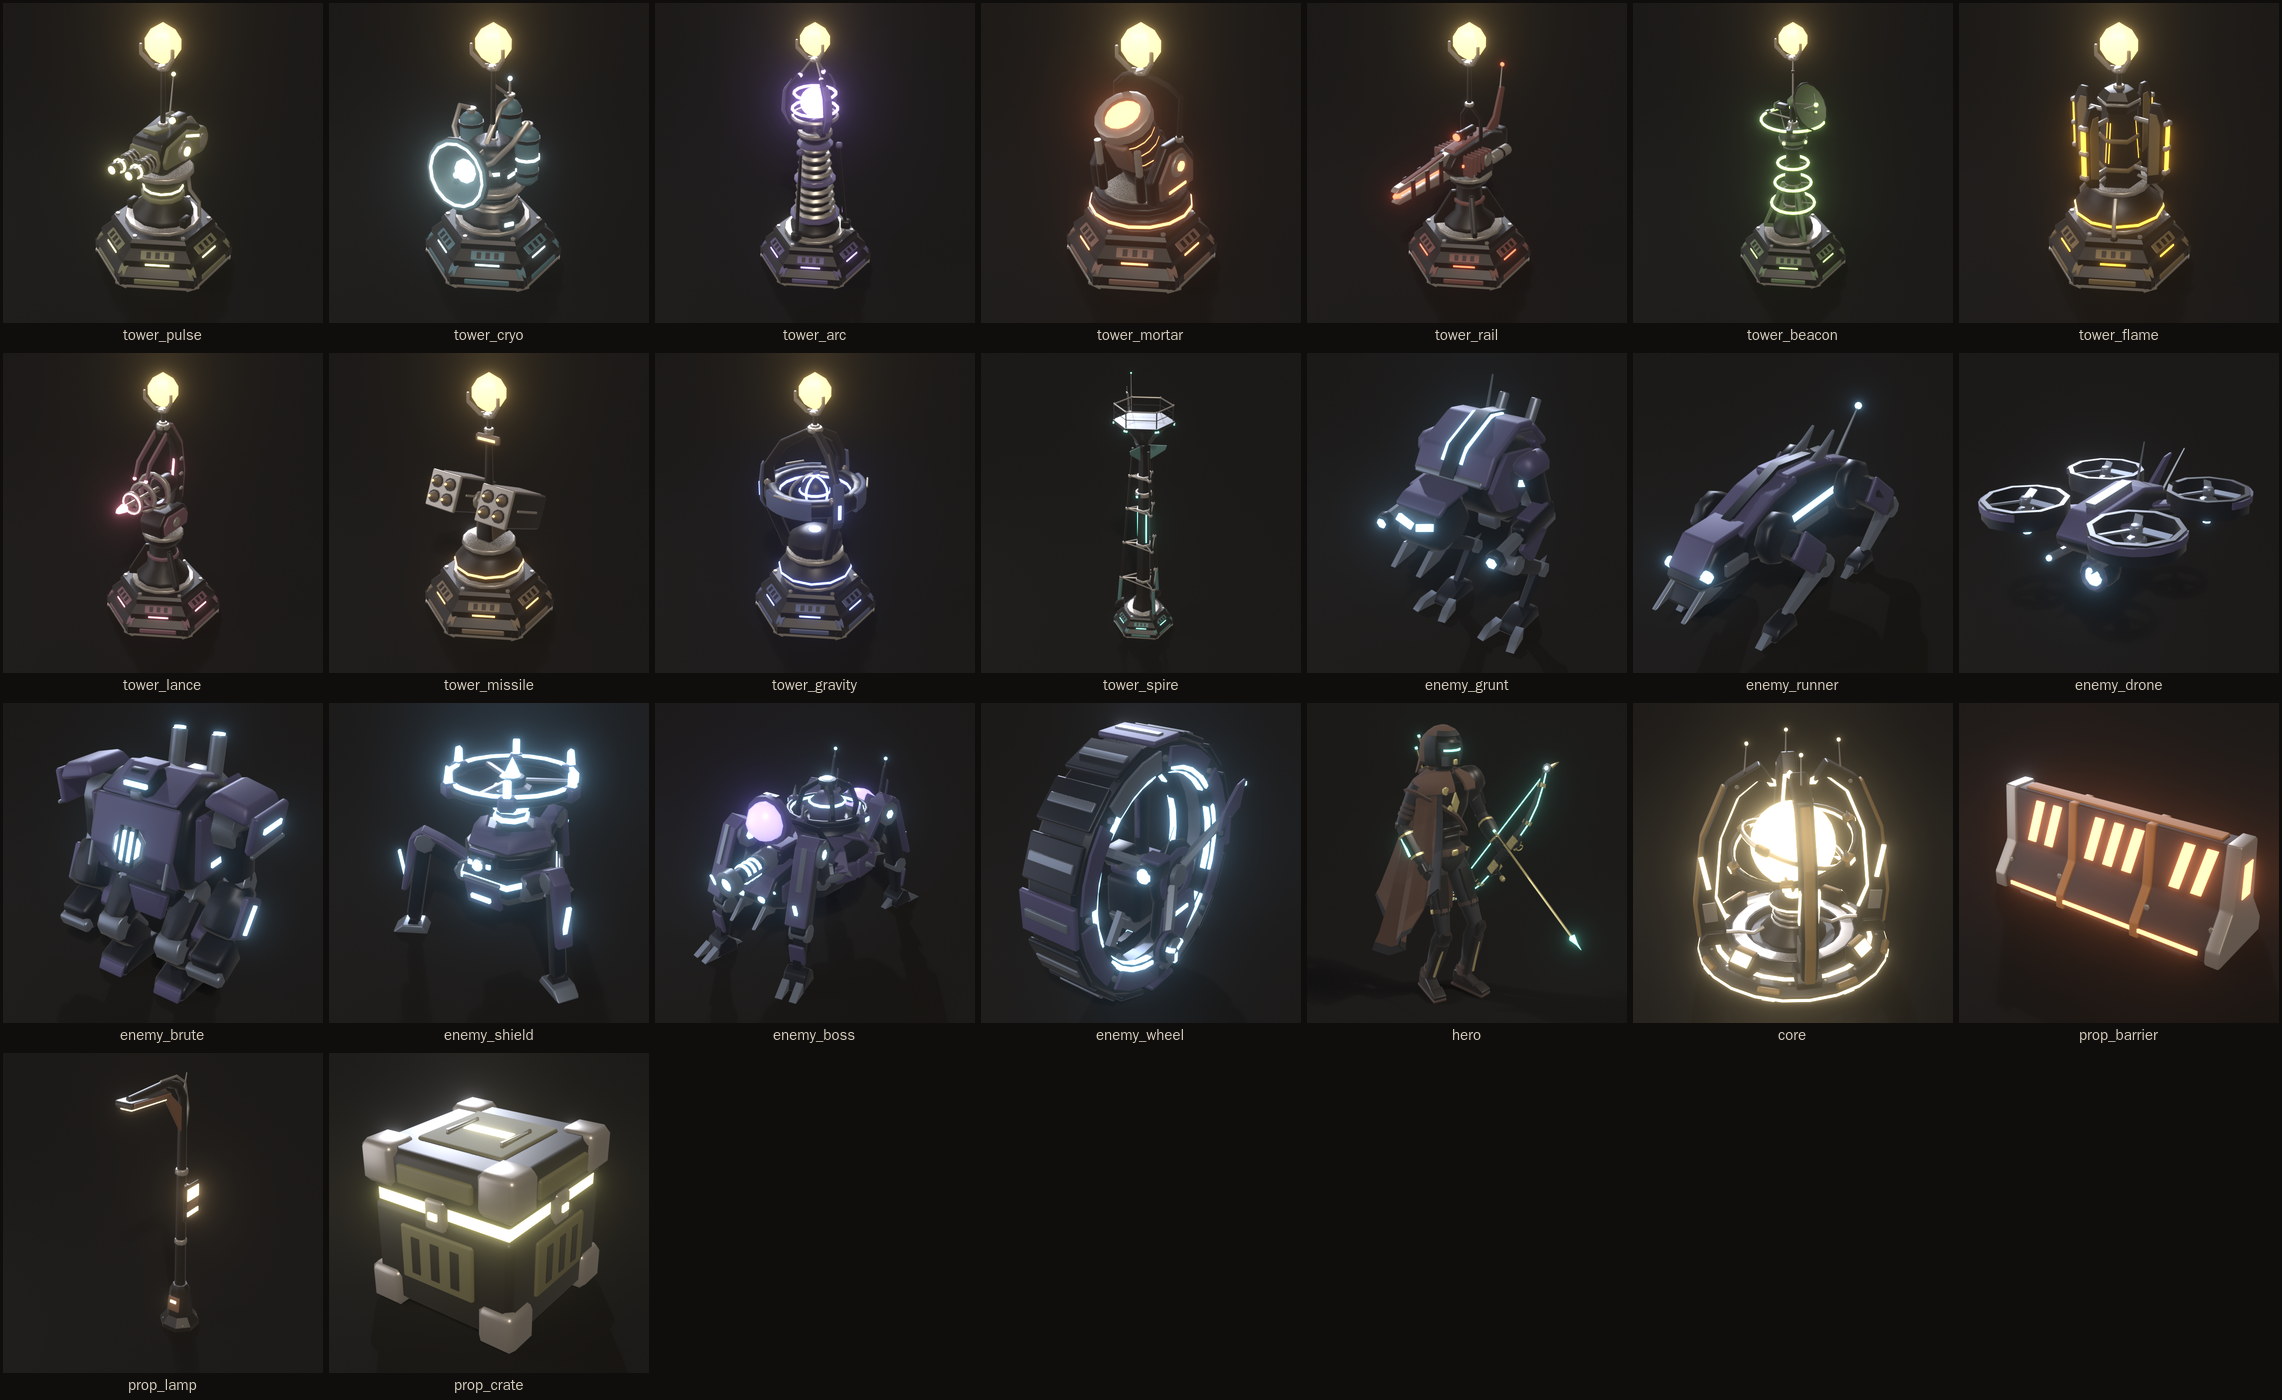 tower_pulse
tower_cryo
tower_arc
tower_mortar
tower_rail
tower_beacon
tower_flame
tower_lance
tower_missile
tower_gravity
tower_spire
enemy_grunt
enemy_runner
enemy_drone
enemy_brute
enemy_shield
enemy_boss
enemy_wheel
hero
core
prop_barrier
prop_lamp
prop_crate